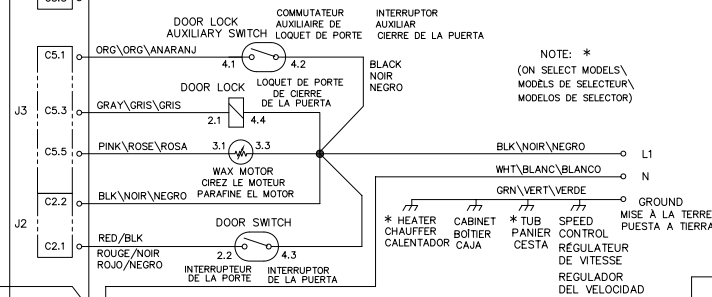 DOOR LOCK
AUXILIARY SWITCH
COMMUTATEUR
AUXILIAIRE DE
LOQUET DE PORTE
INTERRUPTOR
AUXILIAR
CIERRE DE LA PUERTA
C5.1
ORG\ORG\ANARANJ
4.1
4.2
BLACK
NOIR
NEGRO
NOTE: *
(ON SELECT MODELS\
MODÈLS DE SELECTEUR\
MODELOS DE SELECTOR)
DOOR LOCK
LOQUET DE PORTE
DE CIERRE
DE LA PUERTA
J3
C5.3
GRAY\GRIS\GRIS
2.1
4.4
C5.5
PINK\ROSE\ROSA
3.1
3.3
WAX MOTOR
CIREZ LE MOTEUR
PARAFINE EL MOTOR
BLK\NOIR\NEGRO
L1
WHT\BLANC\BLANCO
N
GRN\VERT\VERDE
GROUND
MISE À LA TERRE
PUESTA A TIERRA
C2.2
BLK\NOIR\NEGRO
J2
C2.1
RED/BLK
ROUGE/NOIR
ROJO/NEGRO
DOOR SWITCH
2.2
4.3
INTERRUPTEUR
DE LA PORTE
INTERRUPTOR
DE LA PUERTA
* HEATER
CHAUFFER
CALENTADOR
CABINET
BOÎTIER
CAJA
* TUB
PANIER
CESTA
SPEED
CONTROL
RÉGULATEUR
DE VITESSE
REGULADOR
DEL VELOCIDAD